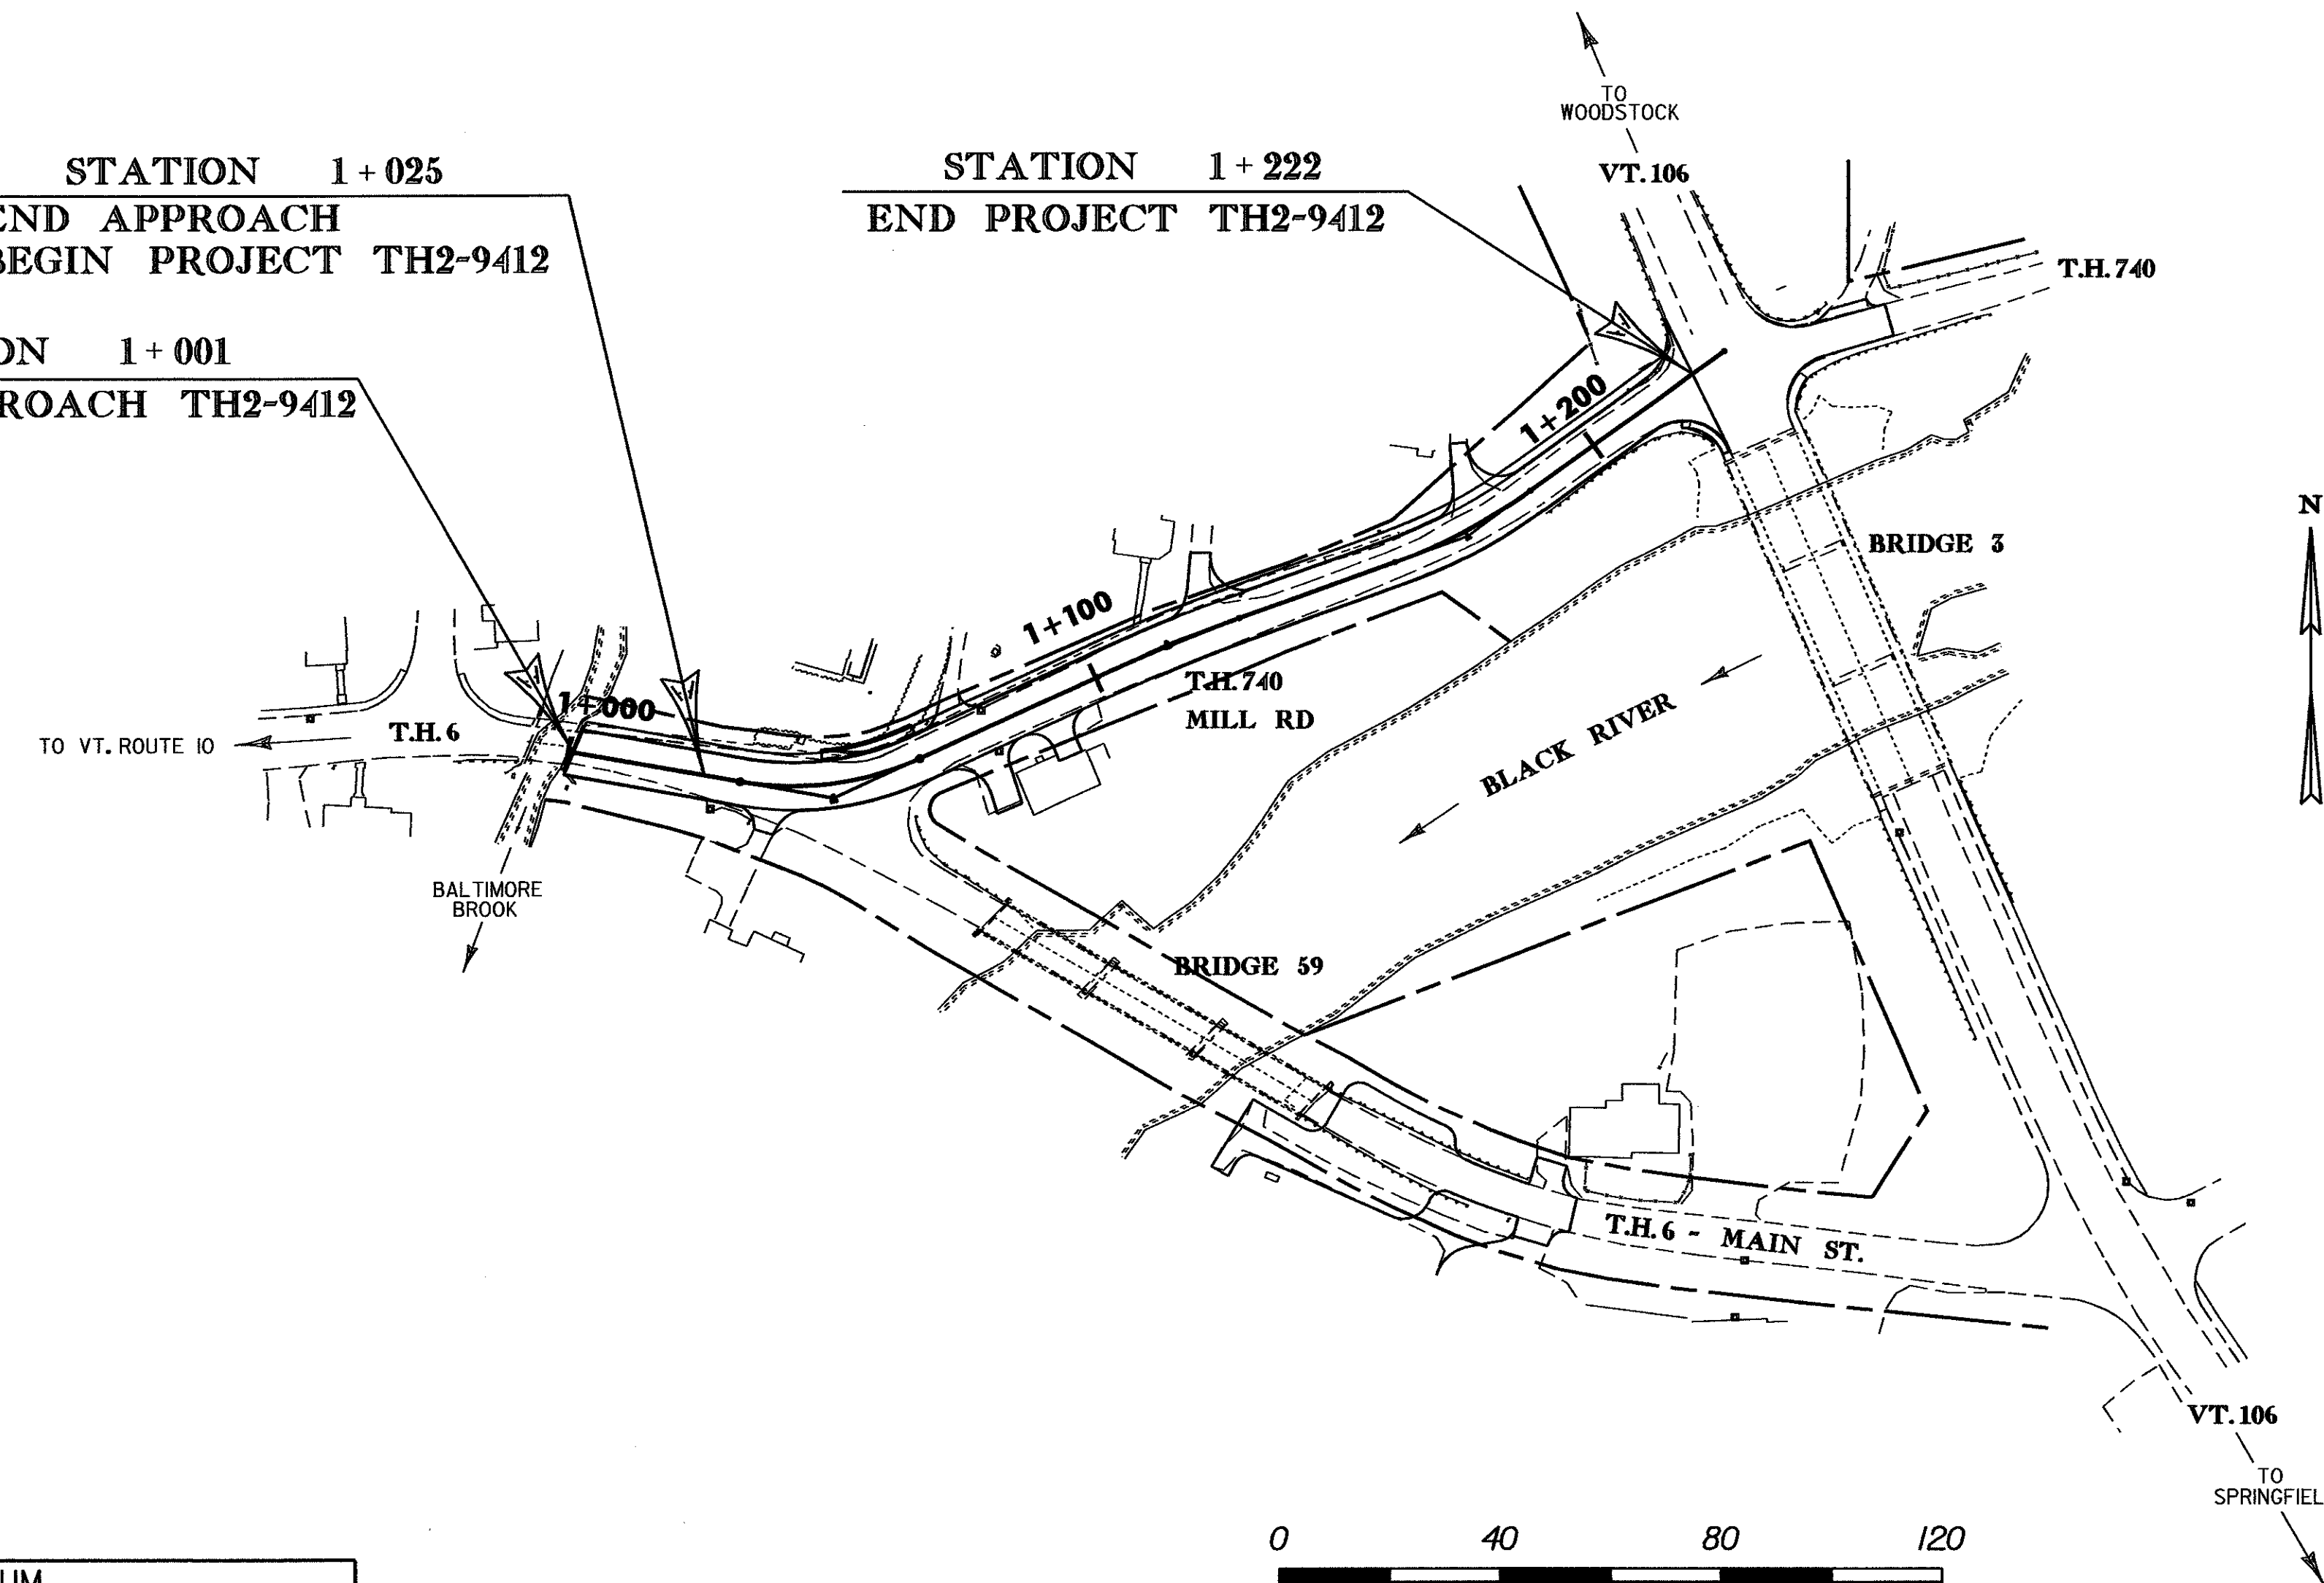 TO
WOODSTOCK
VT. 106
STATION 1 + 025
END APPROACH
BEGIN PROJECT TH2-9412
STATION 1 + 222
END PROJECT TH2-9412
T.H. 740
1 + 001
TH2-9412
1+200
N
BRIDGE 3
1+100
T.H. 740
MILL RD
1+000
T.H. 6
TO VT. ROUTE 10
BLACK RIVER
BALTIMORE
BROOK
BRIDGE 59
T.H. 6 - MAIN ST.
VT. 106
TO
SPRINGFIEL
0 40 80 120